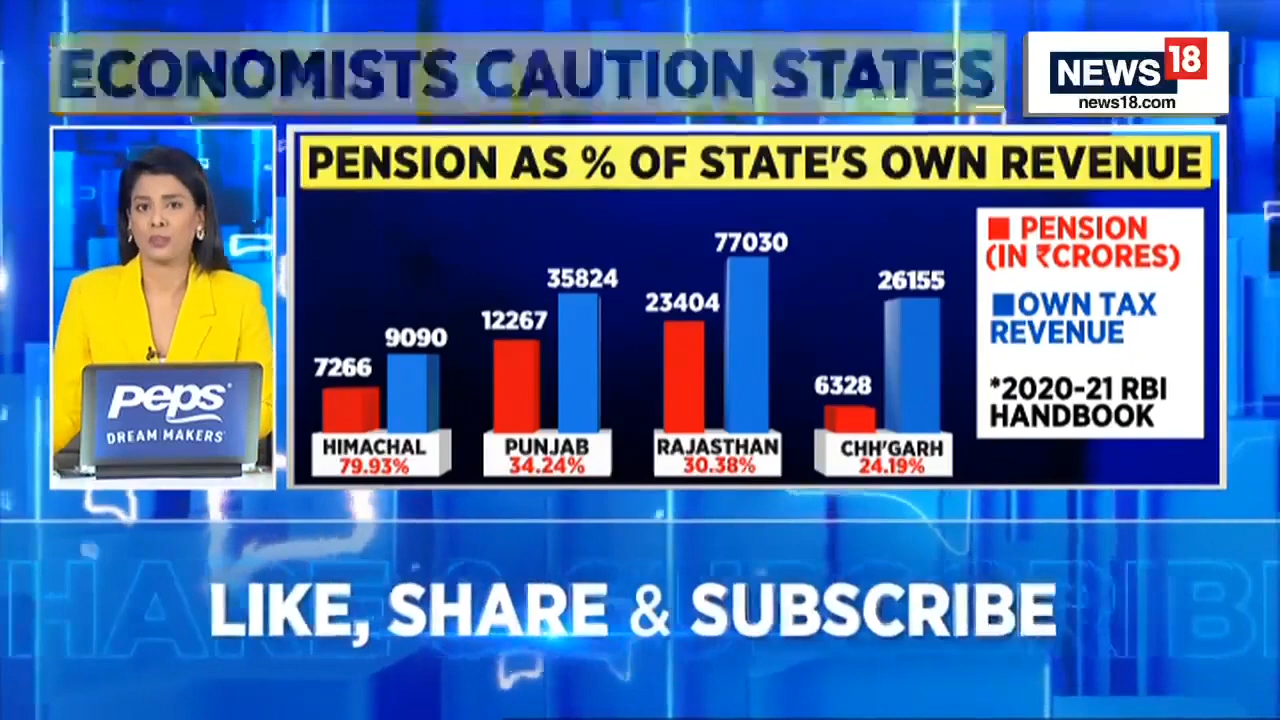 ECONOMISTS CAUTION STATES
NEWS 18
news18.com
PENSION AS % OF STATE'S OWN REVENUE
7266
9090
12267
35824
23404
77030
6328
26155
HIMACHAL
79.93%
PUNJAB
34.24%
RAJASTHAN
30.38%
CHH'GARH
24.19%
PENSION
(IN ₹CRORES)
OWN TAX
REVENUE
*2020-21 RBI
HANDBOOK
Peps®
DREAM MAKERS
LIKE, SHARE & SUBSCRIBE